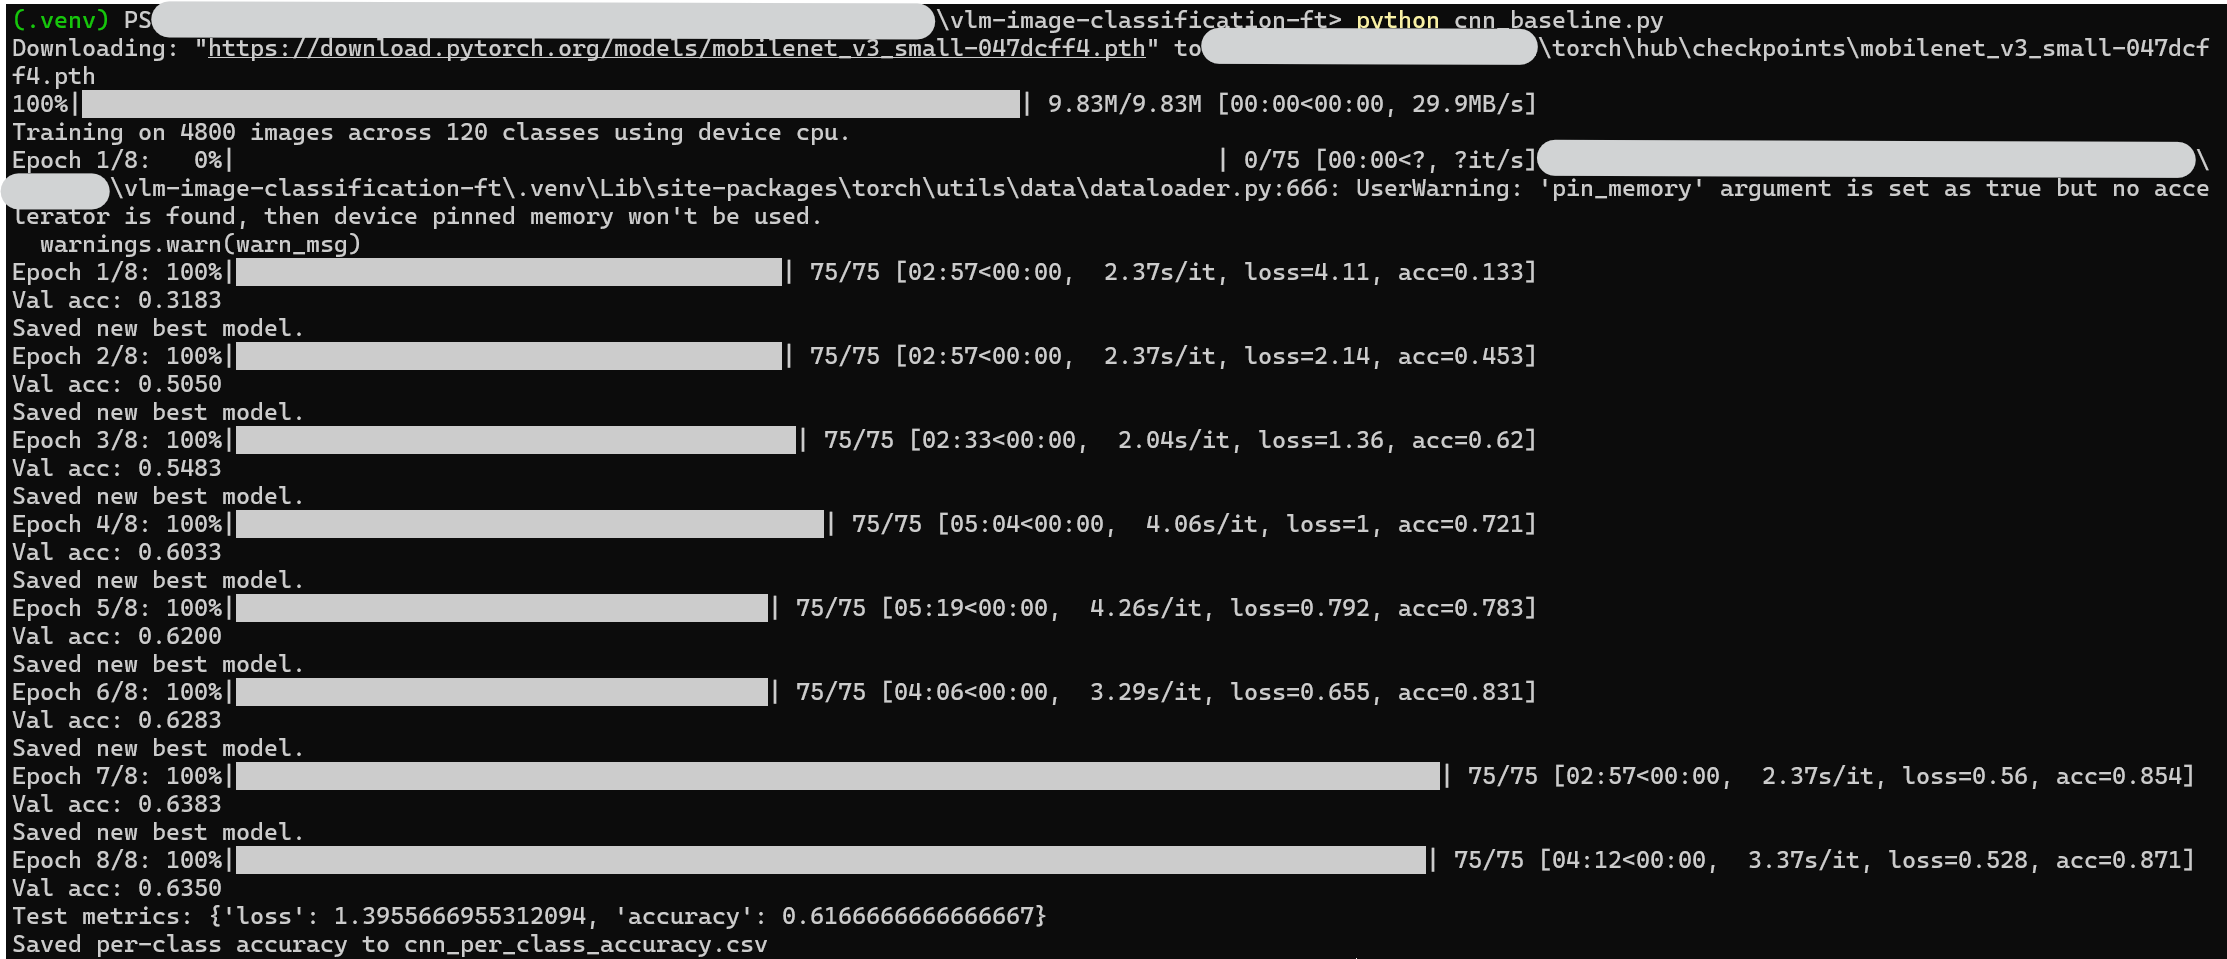 (.venv) PS \vlm-image-classification-ft> python cnn_baseline.py
Downloading: "https://download.pytorch.org/models/mobilenet_v3_small-047dcff4.pth" to \torch\hub\checkpoints\mobilenet_v3_small-047dcf
f4.pth
100%| | 9.83M/9.83M [00:00<00:00, 29.9MB/s]
Training on 4800 images across 120 classes using device cpu.
Epoch 1/8:   0%| | 0/75 [00:00<?, ?it/s] \
\vlm-image-classification-ft\.venv\Lib\site-packages\torch\utils\data\dataloader.py:666: UserWarning: 'pin_memory' argument is set as true but no acce
lerator is found, then device pinned memory won't be used.
  warnings.warn(warn_msg)
Epoch 1/8: 100%| | 75/75 [02:57<00:00,  2.37s/it, loss=4.11, acc=0.133]
Val acc: 0.3183
Saved new best model.
Epoch 2/8: 100%| | 75/75 [02:57<00:00,  2.37s/it, loss=2.14, acc=0.453]
Val acc: 0.5050
Saved new best model.
Epoch 3/8: 100%| | 75/75 [02:33<00:00,  2.04s/it, loss=1.36, acc=0.62]
Val acc: 0.5483
Saved new best model.
Epoch 4/8: 100%| | 75/75 [05:04<00:00,  4.06s/it, loss=1, acc=0.721]
Val acc: 0.6033
Saved new best model.
Epoch 5/8: 100%| | 75/75 [05:19<00:00,  4.26s/it, loss=0.792, acc=0.783]
Val acc: 0.6200
Saved new best model.
Epoch 6/8: 100%| | 75/75 [04:06<00:00,  3.29s/it, loss=0.655, acc=0.831]
Val acc: 0.6283
Saved new best model.
Epoch 7/8: 100%| | 75/75 [02:57<00:00,  2.37s/it, loss=0.56, acc=0.854]
Val acc: 0.6383
Saved new best model.
Epoch 8/8: 100%| | 75/75 [04:12<00:00,  3.37s/it, loss=0.528, acc=0.871]
Val acc: 0.6350
Test metrics: {'loss': 1.3955666955312094, 'accuracy': 0.6166666666666667}
Saved per-class accuracy to cnn_per_class_accuracy.csv